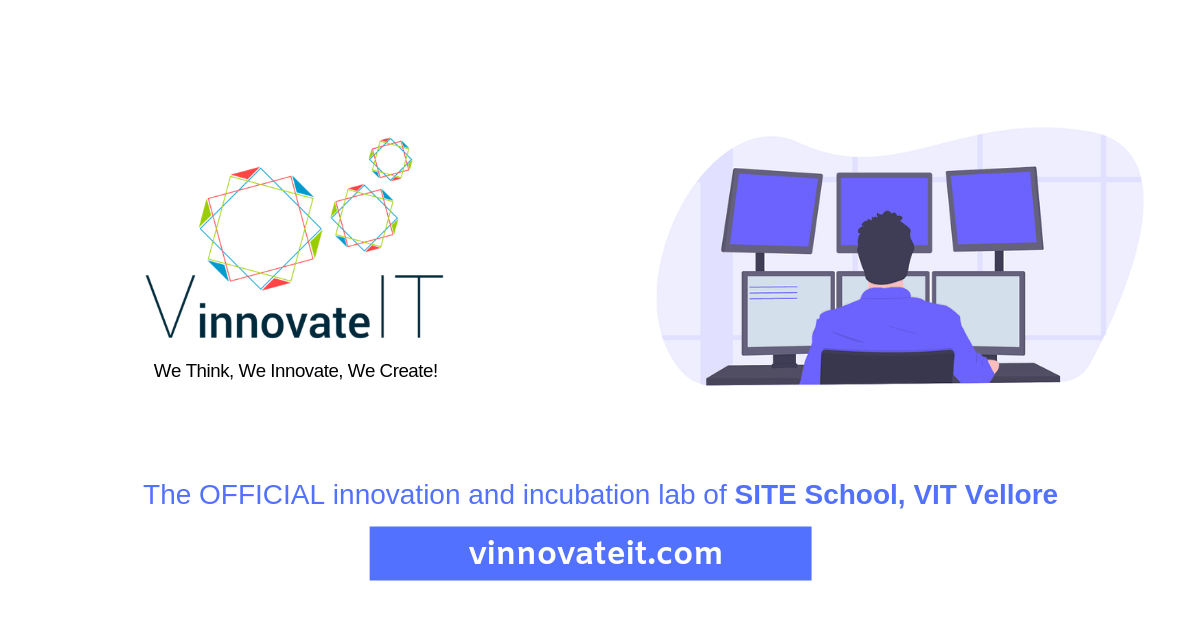 VinnovateIT
We Think, We Innovate, We Create!
The OFFICIAL innovation and incubation lab of SITE School, VIT Vellore
vinnovateit.com